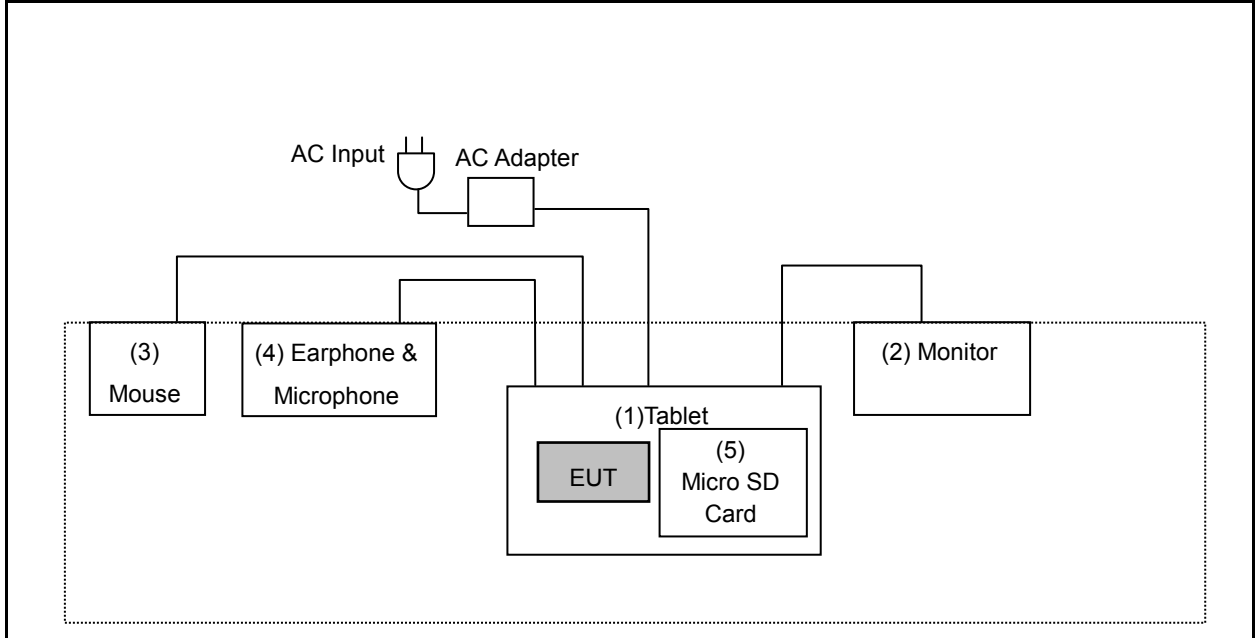 AC Input
AC Adapter
(3)
Mouse
(4) Earphone &
Microphone
(2) Monitor
(1)Tablet
EUT
(5)
Micro SD
Card